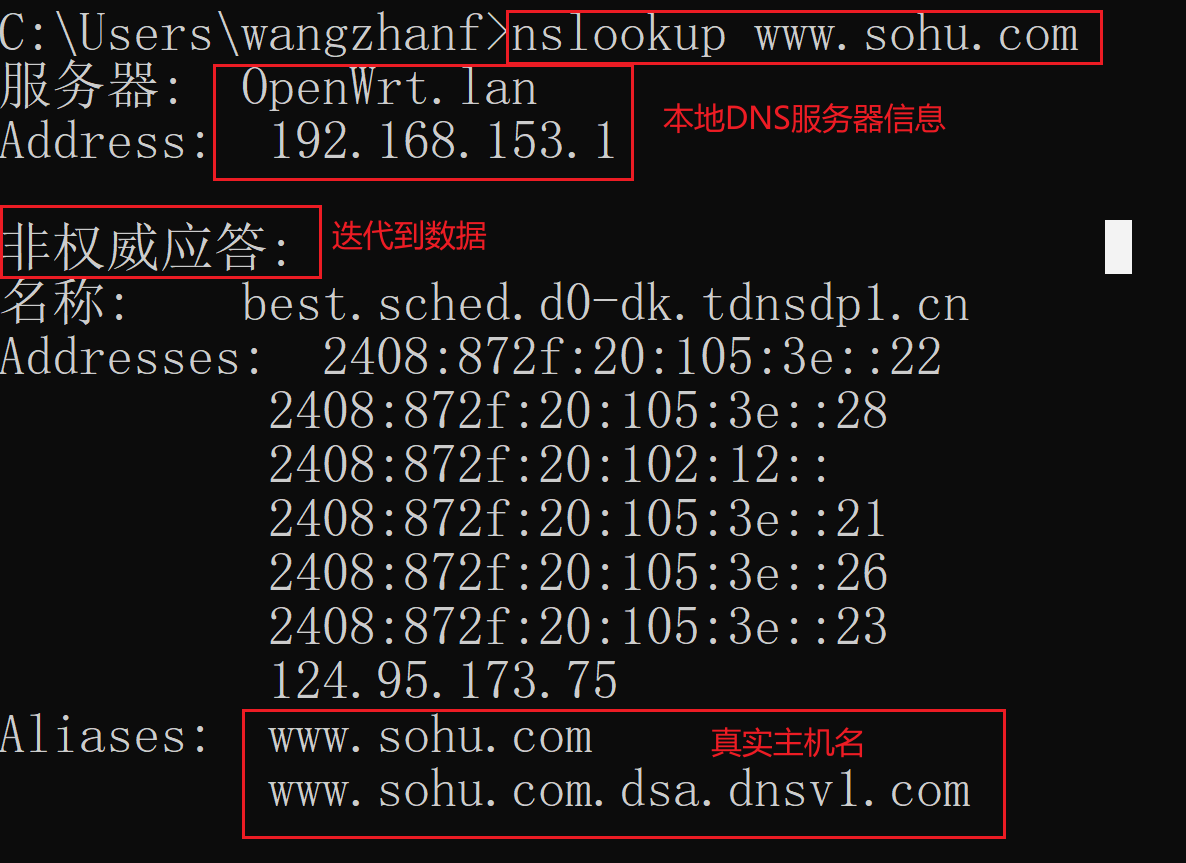 C:\Users\wangzhanf>nslookup www.sohu.com
服务器:  OpenWrt.lan
Address:  192.168.153.1
本地DNS服务器信息
非权威应答:
迭代到数据
名称:    best.sched.d0-dk.tdnsdp1.cn
Addresses:  2408:872f:20:105:3e::22
2408:872f:20:105:3e::28
2408:872f:20:102:12::
2408:872f:20:105:3e::21
2408:872f:20:105:3e::26
2408:872f:20:105:3e::23
124.95.173.75
Aliases:  www.sohu.com
真实主机名
www.sohu.com.dsa.dnsv1.com